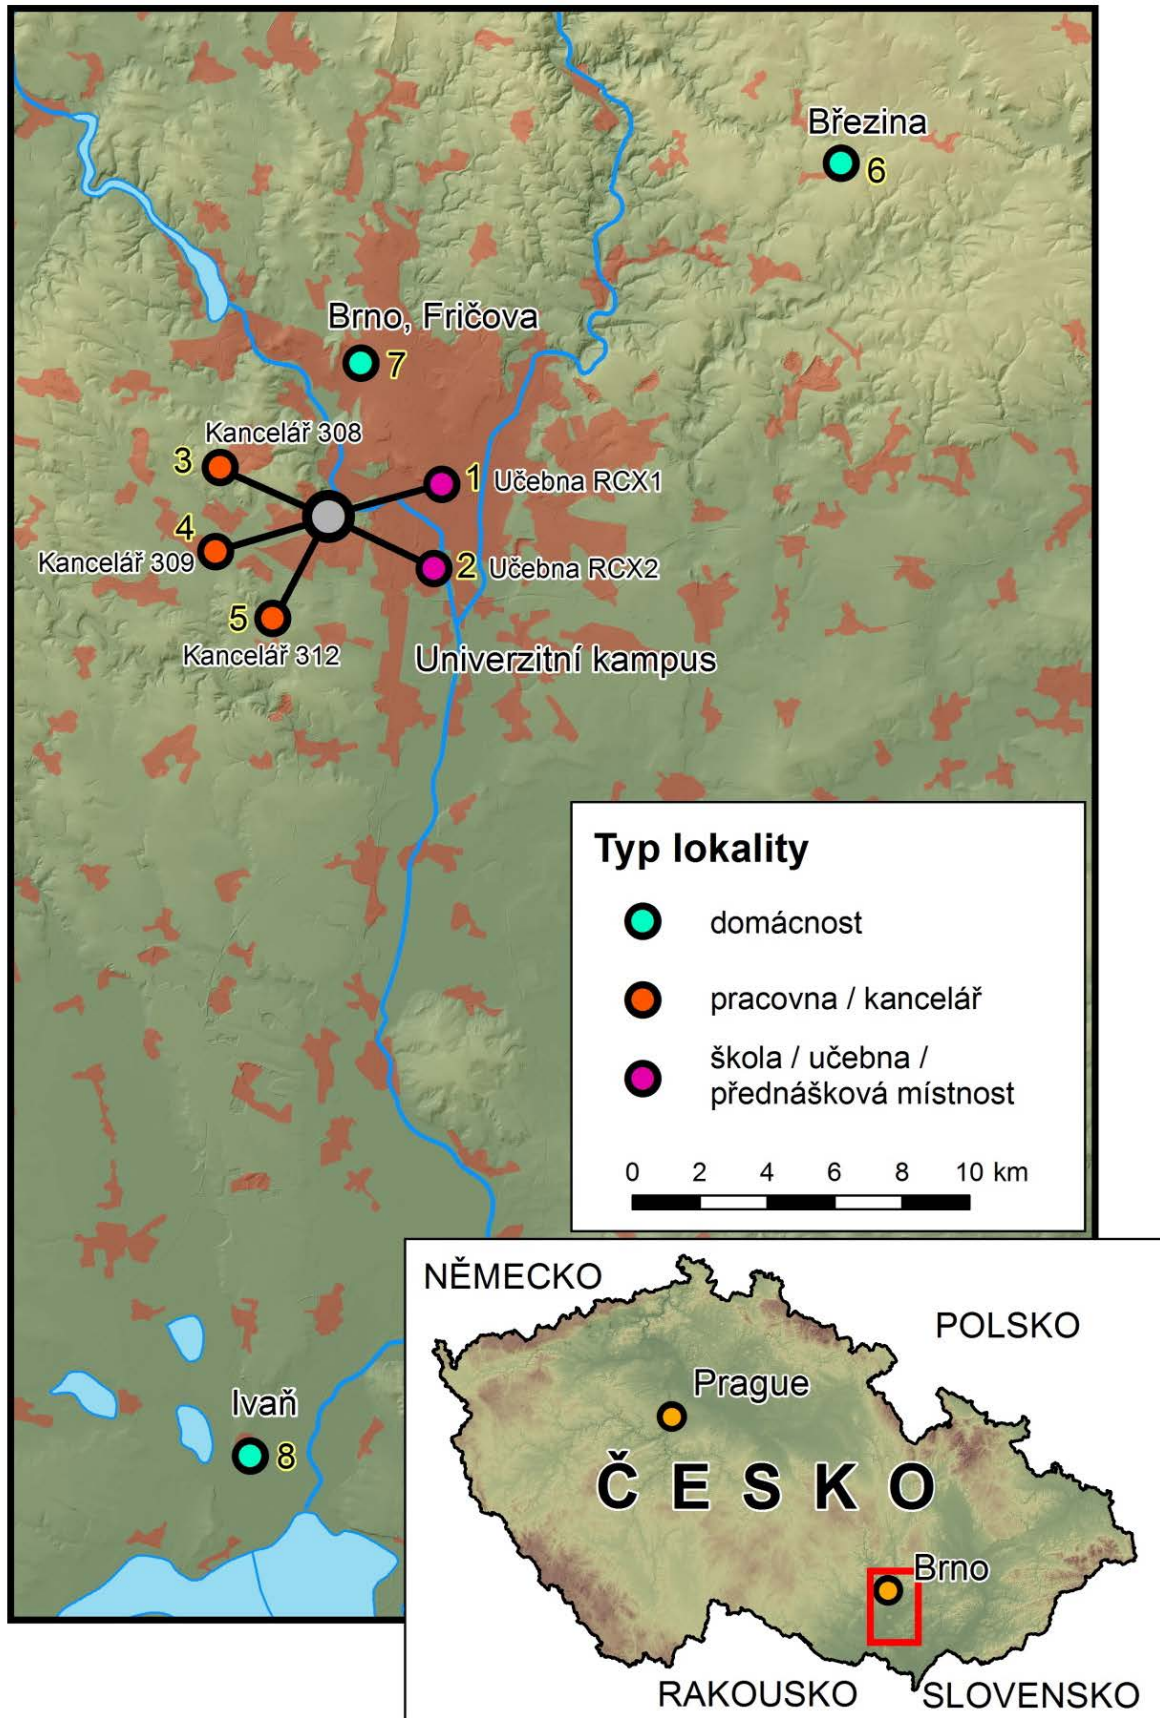 Březina
6
Brno, Fričova
7
Kancelář 308
3
1
Učebna RCX1
4
Kancelář 309
2
Učebna RCX2
5
Kancelář 312
Univerzitní kampus
Typ lokality
domácnost
pracovna / kancelář
škola / učebna /
přednášková místnost
0 2 4 6 8 10 km
Ivaň
8
NĚMECKO
POLSKO
Prague
ČESKO
Brno
RAKOUSKO
SLOVENSKO